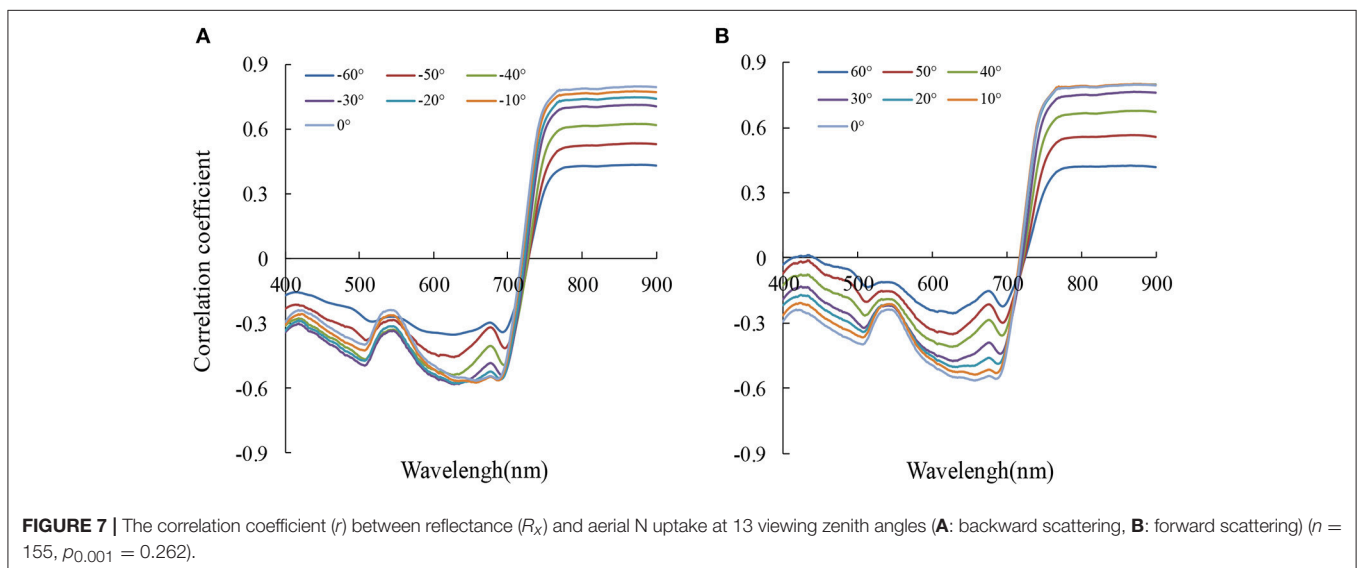 A
B
0.9
0.6
0.3
0
-0.3
-0.6
-0.9
Correlation coefficient
-60° -50° -40°
-30° -20° -10°
0°
400 500 600 700 800 900
Wavelengh(nm)
0.9
0.6
0.3
0
-0.3
-0.6
-0.9
Correlation coefficient
60° 50° 40°
30° 20° 10°
0°
400 500 600 700 800 900
Wavelengh(nm)
FIGURE 7 | The correlation coefficient (r) between reflectance (Rx) and aerial N uptake at 13 viewing zenith angles (A: backward scattering, B: forward scattering) (n =
155, p0.001 = 0.262).